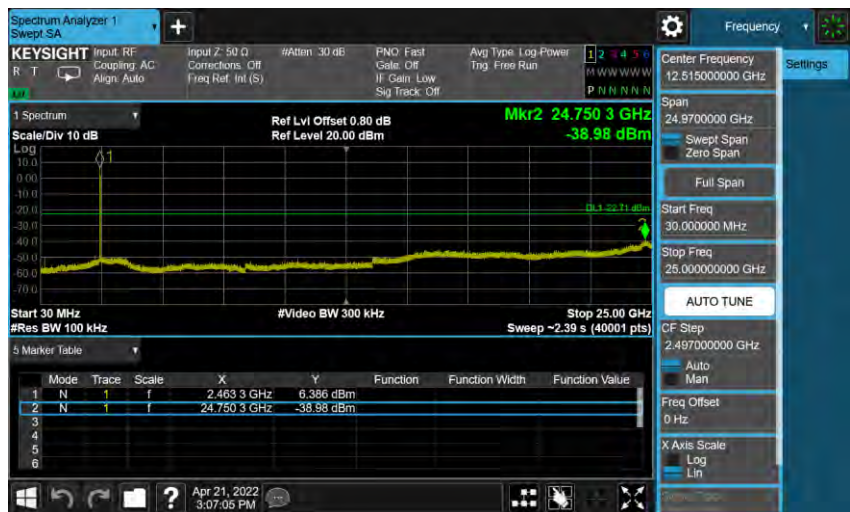 Spectrum Analyzer 1
Swept SA
+
Frequency
KEYSIGHT
R T
Input: RF
Coupling: AC
Align: Auto
Input Z: 50 Ω
Corrections: Off
Freq Ref: Int (S)
#Atten: 30 dB
PNO: Fast
Gate: Off
IF Gain: Low
Sig Track: Off
Avg Type: Log-Power
Trig: Free Run
1 2 3 4 5 6
M W W W W W
P N N N N N
Settings
1 Spectrum
Scale/Div 10 dB
Ref Lvl Offset 0.80 dB
Ref Level 20.00 dBm
Mkr2 24.750 3 GHz
-38.98 dBm
Log
10.0
0.00
-10.0
-20.0
-30.0
-40.0
-50.0
-60.0
-70.0
1
DL1 -22.71 dBm
2
Start 30 MHz
#Res BW 100 kHz
#Video BW 300 kHz
Stop 25.00 GHz
Sweep ~2.39 s (40001 pts)
5 Marker Table
Mode Trace Scale X Y Function Function Width Function Value
1 N 1 f 2.463 3 GHz 6.386 dBm
2 N 1 f 24.750 3 GHz -38.98 dBm
3
4
5
6
Center Frequency
12.515000000 GHz
Span
24.9700000 GHz
Swept Span
Zero Span
Full Span
Start Freq
30.000000 MHz
Stop Freq
25.000000000 GHz
AUTO TUNE
CF Step
2.497000000 GHz
Auto
Man
Freq Offset
0 Hz
X Axis Scale
Log
Lin
?
Apr 21, 2022
3:07:05 PM